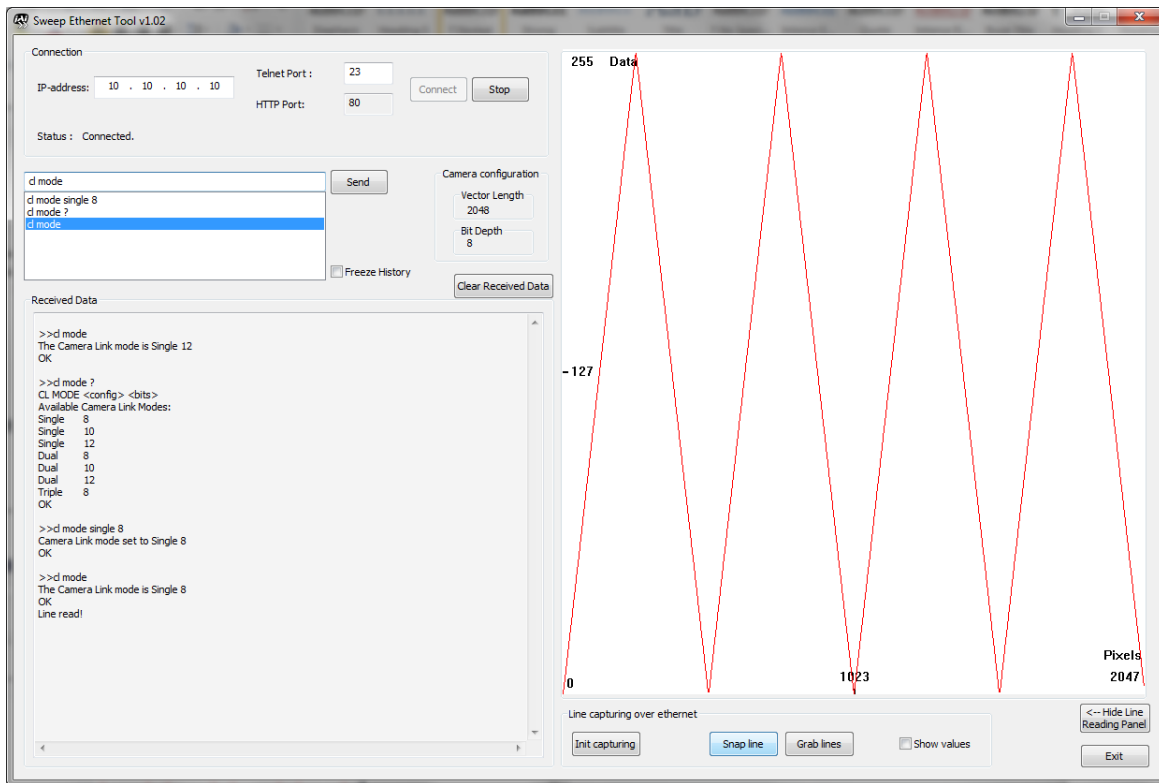 Sweep Ethernet Tool v1.02
Connection
IP-address: 10 . 10 . 10 . 10
Telnet Port : 23
HTTP Port: 80
Connect
Stop
Status : Connected.
cl mode
Send
cl mode single 8
cl mode ?
cl mode
Freeze History
Camera configuration
Vector Length
2048
Bit Depth
8
Clear Received Data
Received Data
>>cl mode
The Camera Link mode is Single 12
OK
>>cl mode ?
CL MODE <config> <bits>
Available Camera Link Modes:
Single 8
Single 10
Single 12
Dual 8
Dual 10
Dual 12
Triple 8
OK
>>cl mode single 8
Camera Link mode set to Single 8
OK
>>cl mode
The Camera Link mode is Single 8
OK
Line read!
255 Data
-127
0
1023
Pixels
2047
Line capturing over ethernet
Init capturing
Snap line
Grab lines
Show values
<-- Hide Line
Reading Panel
Exit